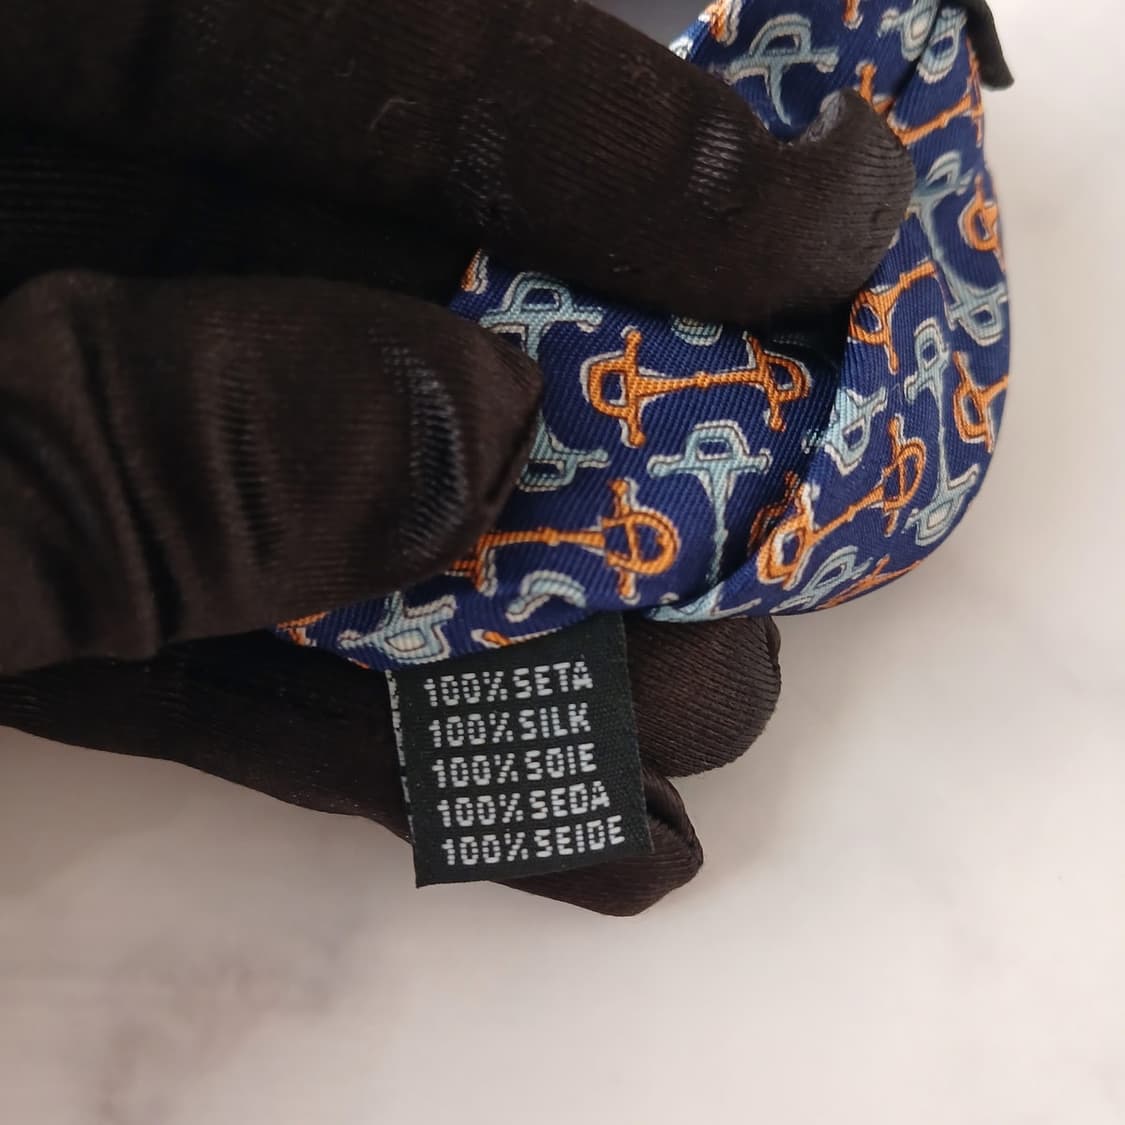 100% SETA
100% SILK
100% SOIE
100% SEDA
100% SEIDE